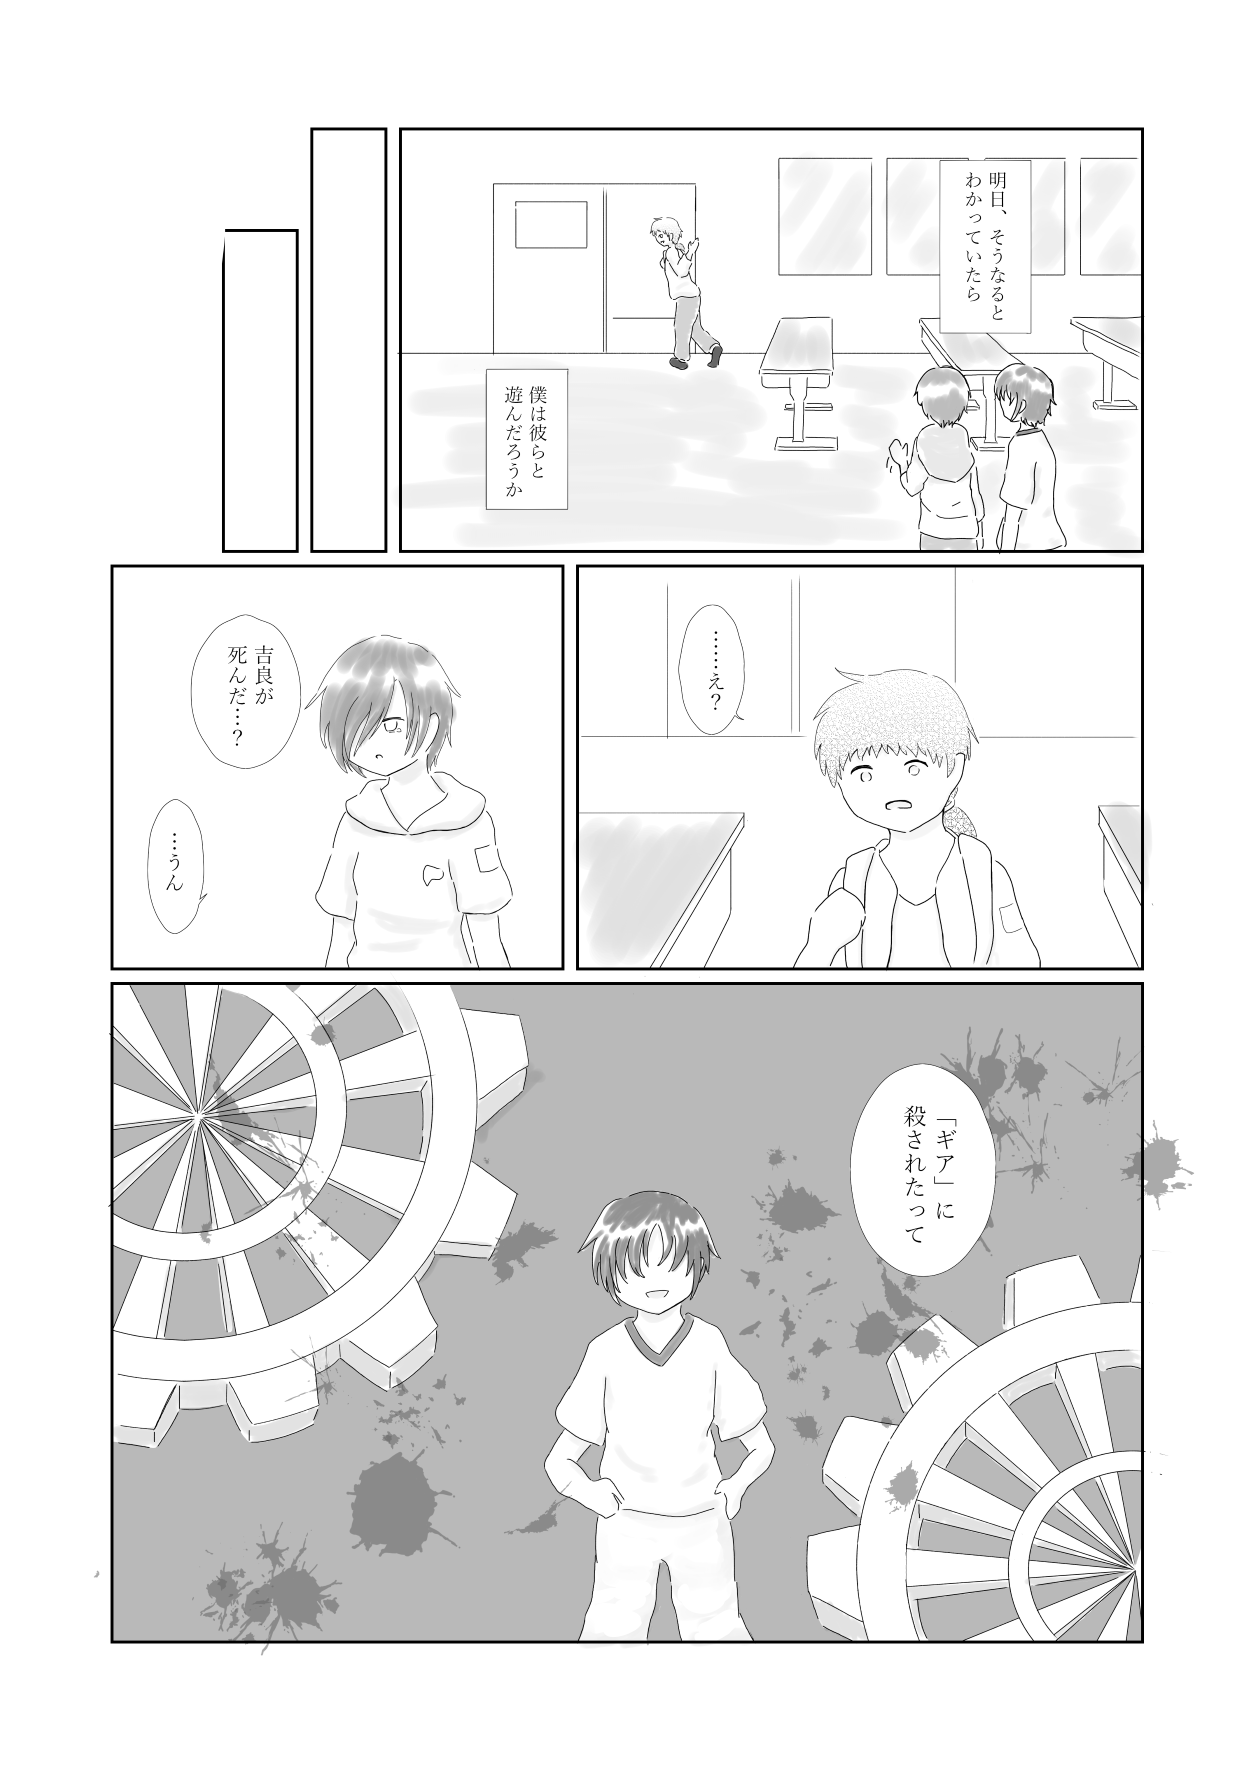 明日、そうなると
わかっていたら
僕は彼らと
遊んだろうか
……え？
吉良が
死んだ…？
…うん
「ギア」に
殺されたって